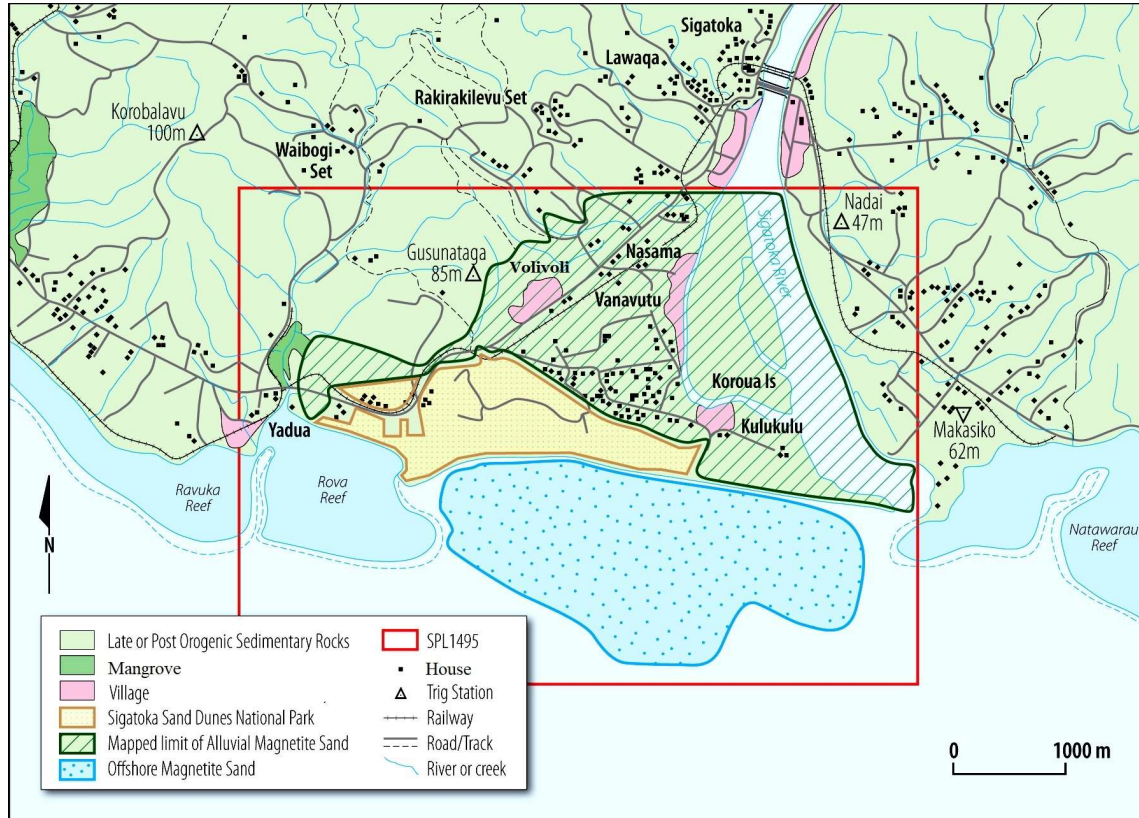 Sigatoka
Lawaqa
Korobalavu
100m
Rakirakilevu Set
Waibogi
Set
Nadai
47m
Gusunataga
85m
Volivoli
Nasama
Sigatoka River
Vanavutu
Koroua Is
Kulukulu
Makasiko
62m
Yadua
Ravuka
Reef
Rova
Reef
Natawarau
Reef
N
Late or Post Orogenic Sedimentary Rocks
Mangrove
Village
Sigatoka Sand Dunes National Park
Mapped limit of Alluvial Magnetite Sand
Offshore Magnetite Sand
SPL1495
House
Trig Station
Railway
Road/Track
River or creek
0 1000 m